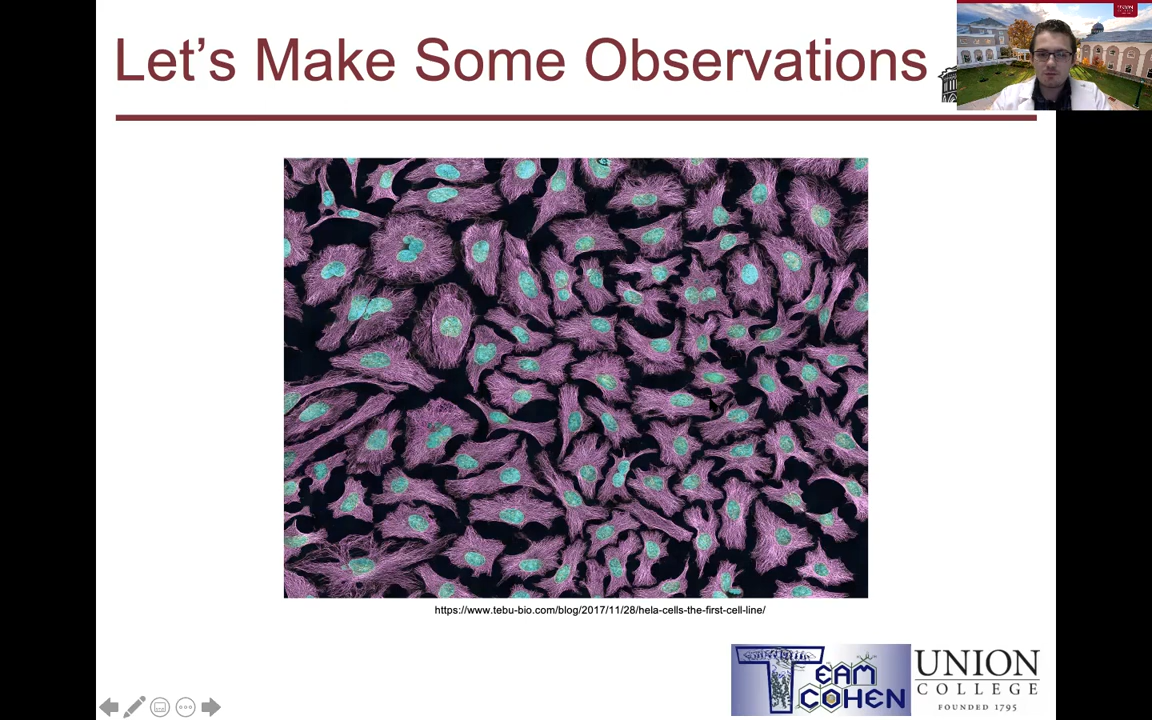 Let's Make Some Observations
UNION
https://www.tebu-bio.com/blog/2017/11/28/hela-cells-the-first-cell-line/
TEAM
COHEN
UNION
COLLEGE
FOUNDED 1795